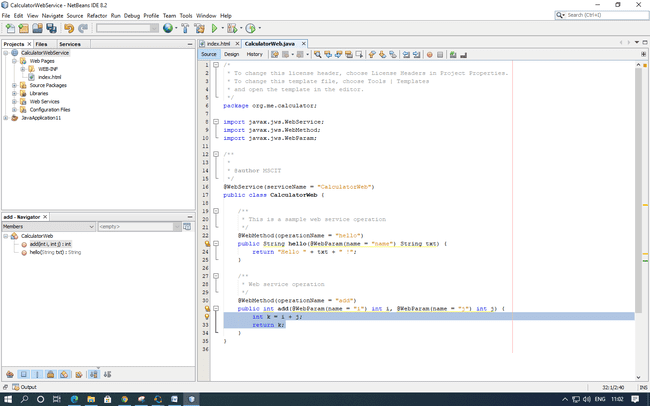 CalculatorWebService - NetBeans IDE 8.2
File Edit View Navigate Source Refactor Run Debug Profile Team Tools Window Help
Search (Ctrl+I)
Projects Files Services
CalculatorWebService
Web Pages
WEB-INF
index.html
Source Packages
Libraries
Web Services
Configuration Files
JavaApplication11
add - Navigator
Members <empty>
CalculatorWeb
add(int i, int j) : int
hello(String txt) : String
Output
index.html CalculatorWeb.java
Source Design History
1 /*
2 * To change this license header, choose License Headers in Project Properties.
3 * To change this template file, choose Tools | Templates
4 * and open the template in the editor.
5 */
6 package org.me.calculator;
7
8 import javax.jws.WebService;
9 import javax.jws.WebMethod;
10 import javax.jws.WebParam;
11
12 /**
13 *
14 * @author MSCIT
15 */
16 @WebService(serviceName = "CalculatorWeb")
17 public class CalculatorWeb {
18
19 /**
20 * This is a sample web service operation
21 */
22 @WebMethod(operationName = "hello")
public String hello(@WebParam(name = "name") String txt) {
24 return "Hello " + txt + " !";
25 }
26
27 /**
28 * Web service operation
29 */
30 @WebMethod(operationName = "add")
public int add(@WebParam(name = "i") int i, @WebParam(name = "j") int j) {
int k = i + j;
33 return k;
34 }
35 }
36
32:1/2:40 INS
ENG 11:02